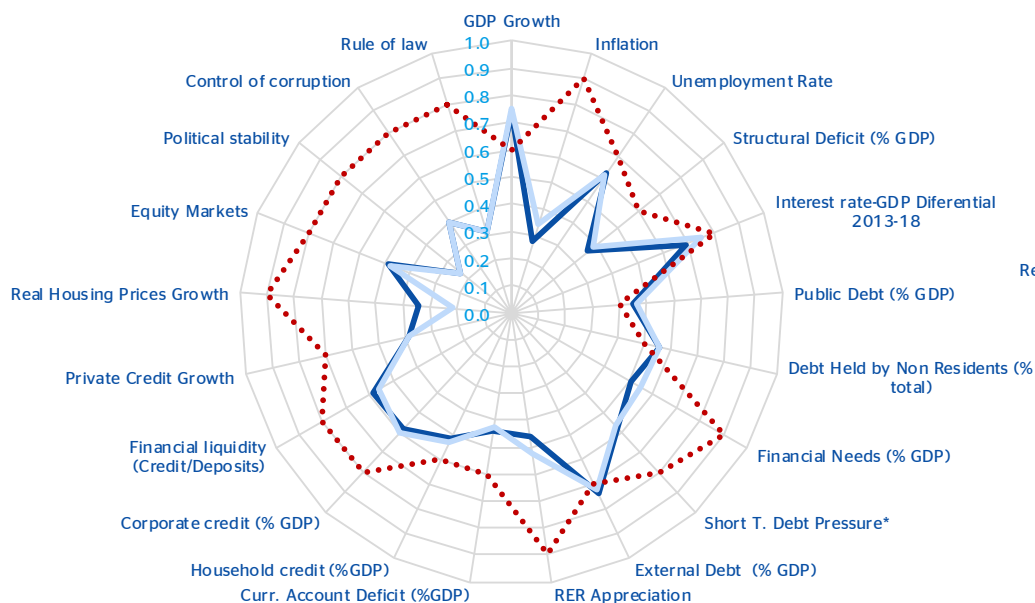 GDP Growth
1.0
0.9
0.8
0.7
0.6
0.5
0.4
0.3
0.2
0.1
0.0
Inflation
Unemployment Rate
Structural Deficit (% GDP)
Interest rate-GDP Diferential
2013-18
Public Debt (% GDP)
Debt Held by Non Residents (%
total)
Financial Needs (% GDP)
Short T. Debt Pressure*
External Debt (% GDP)
RER Appreciation
Curr. Account Deficit (%GDP)
Household credit (%GDP)
Corporate credit (% GDP)
Financial liquidity
(Credit/Deposits)
Private Credit Growth
Real Housing Prices Growth
Equity Markets
Political stability
Control of corruption
Rule of law
Re